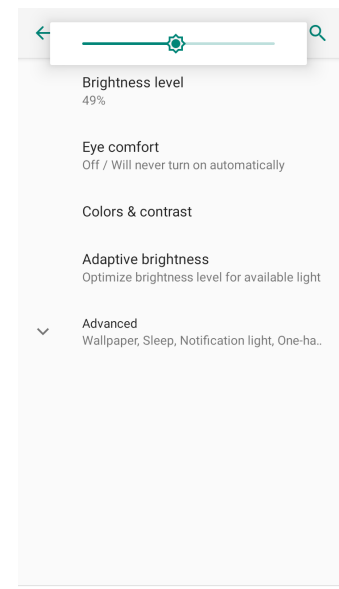 Brightness level
49%
Eye comfort
Off / Will never turn on automatically
Colors & contrast
Adaptive brightness
Optimize brightness level for available light
Advanced
Wallpaper, Sleep, Notification light, One-ha..